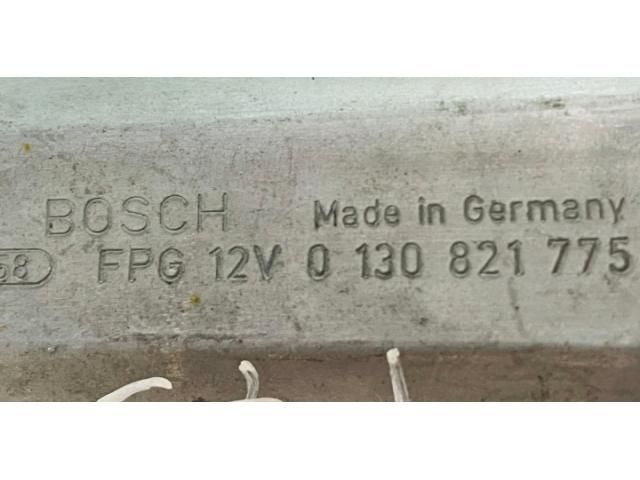 BOSCH Made in Germany
58 FPG 12V 0 130 821 775